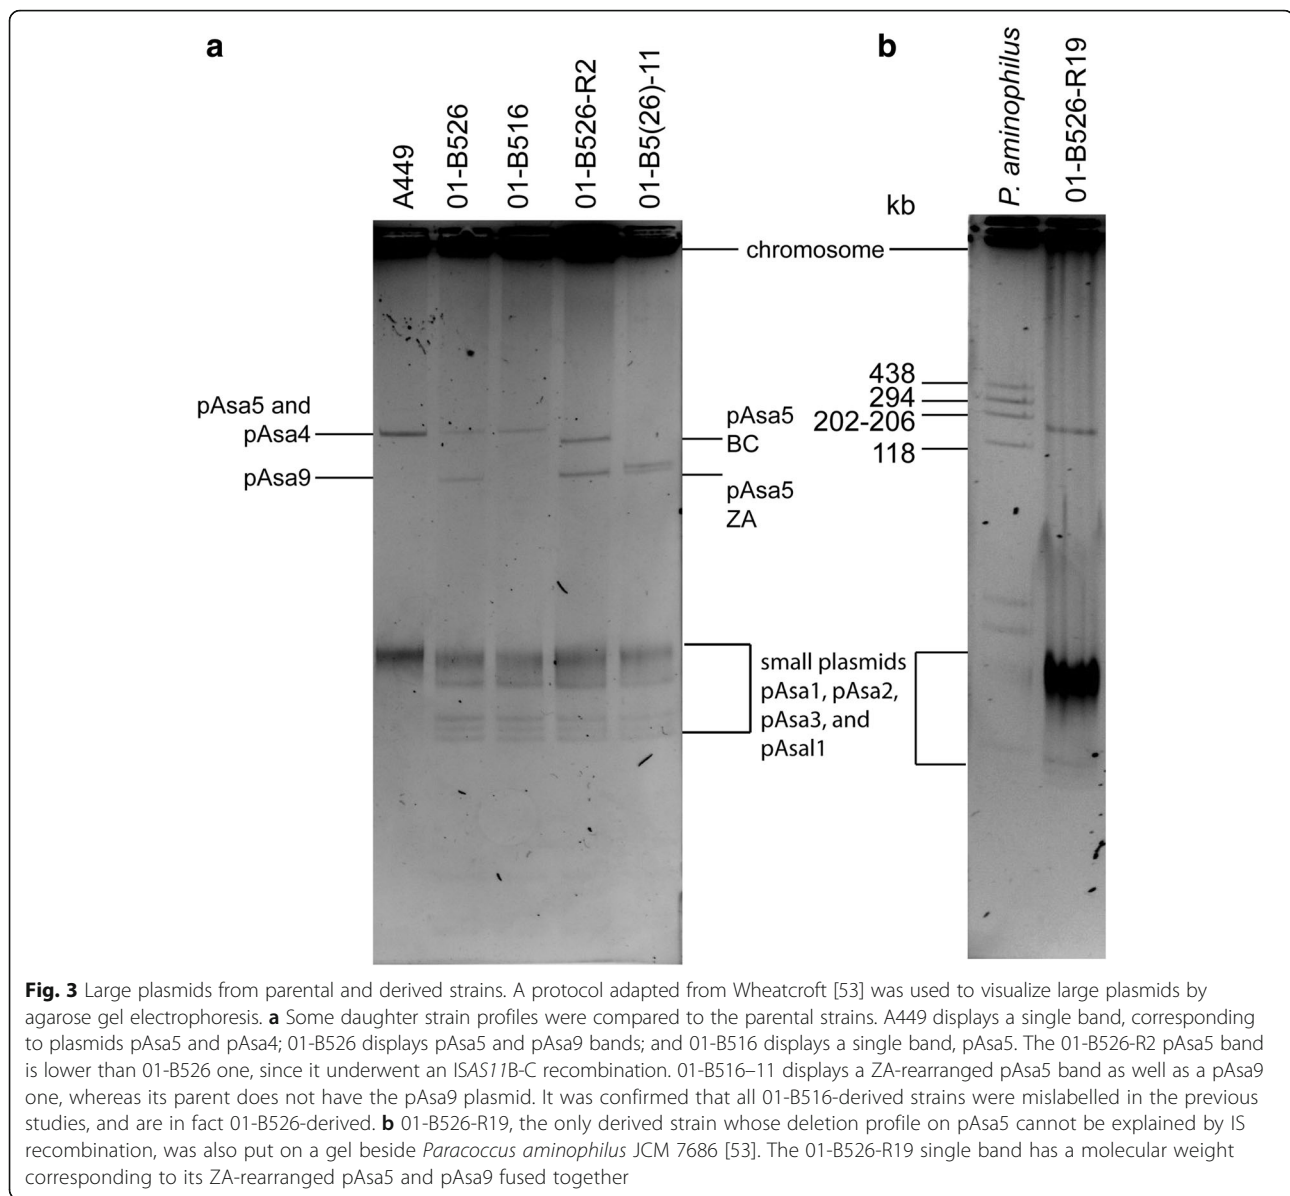 a
b
A449
01-B526
01-B516
01-B526-R2
01-B5(26)-11
P. aminophilus
01-B526-R19
kb
chromosome
438
294
202-206
118
pAsa5 and
pAsa4
pAsa9
pAsa5
BC
pAsa5
ZA
small plasmids
pAsa1, pAsa2,
pAsa3, and
pAsal1
Fig. 3 Large plasmids from parental and derived strains. A protocol adapted from Wheatcroft [53] was used to visualize large plasmids by
agarose gel electrophoresis. a Some daughter strain profiles were compared to the parental strains. A449 displays a single band, corresponding
to plasmids pAsa5 and pAsa4; 01-B526 displays pAsa5 and pAsa9 bands; and 01-B516 displays a single band, pAsa5. The 01-B526-R2 pAsa5 band
is lower than 01-B526 one, since it underwent an ISAS11B-C recombination. 01-B516–11 displays a ZA-rearranged pAsa5 band as well as a pAsa9
one, whereas its parent does not have the pAsa9 plasmid. It was confirmed that all 01-B516-derived strains were mislabelled in the previous
studies, and are in fact 01-B526-derived. b 01-B526-R19, the only derived strain whose deletion profile on pAsa5 cannot be explained by IS
recombination, was also put on a gel beside Paracoccus aminophilus JCM 7686 [53]. The 01-B526-R19 single band has a molecular weight
corresponding to its ZA-rearranged pAsa5 and pAsa9 fused together